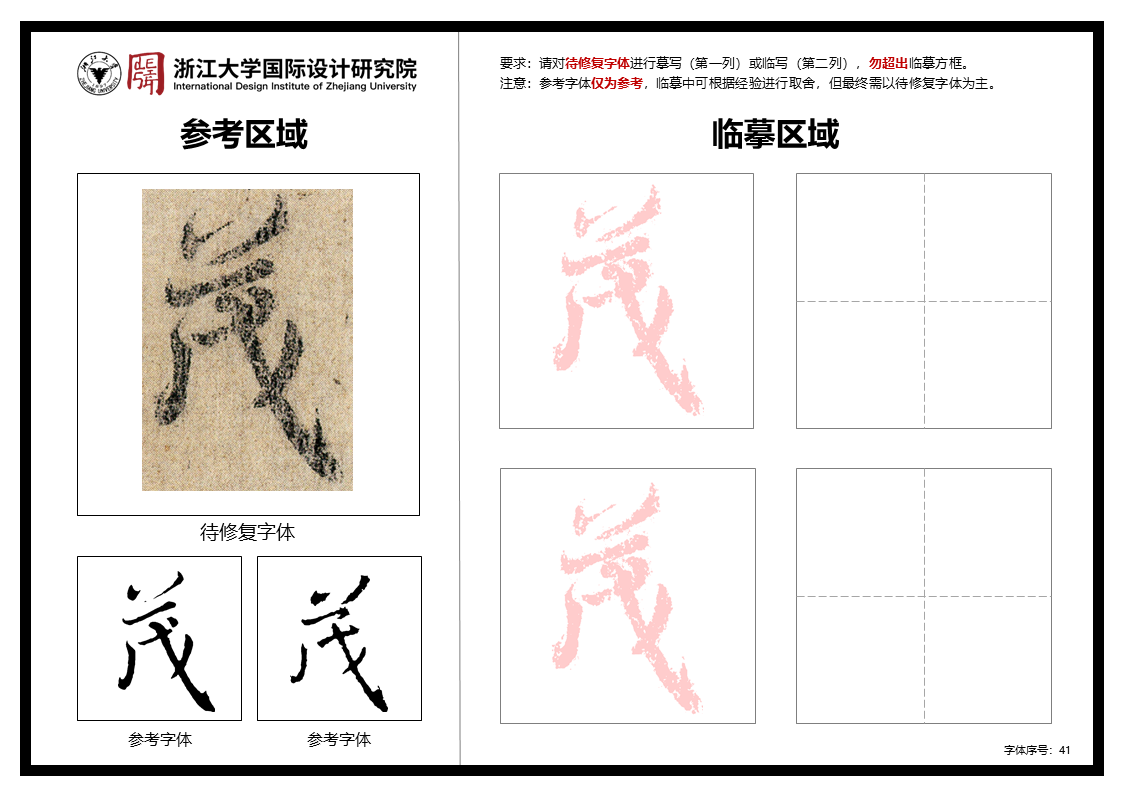 浙江大学国际设计研究院
International Design Institute of Zhejiang University
参考区域
茂
待修复字体
茂
茂
参考字体
参考字体
要求：请对待修复字体进行摹写（第一列）或临写（第二列），勿超出临摹方框。
注意：参考字体仅为参考，临摹中可根据经验进行取舍，但最终需以待修复字体为主。
临摹区域
茂
茂
字体序号：41